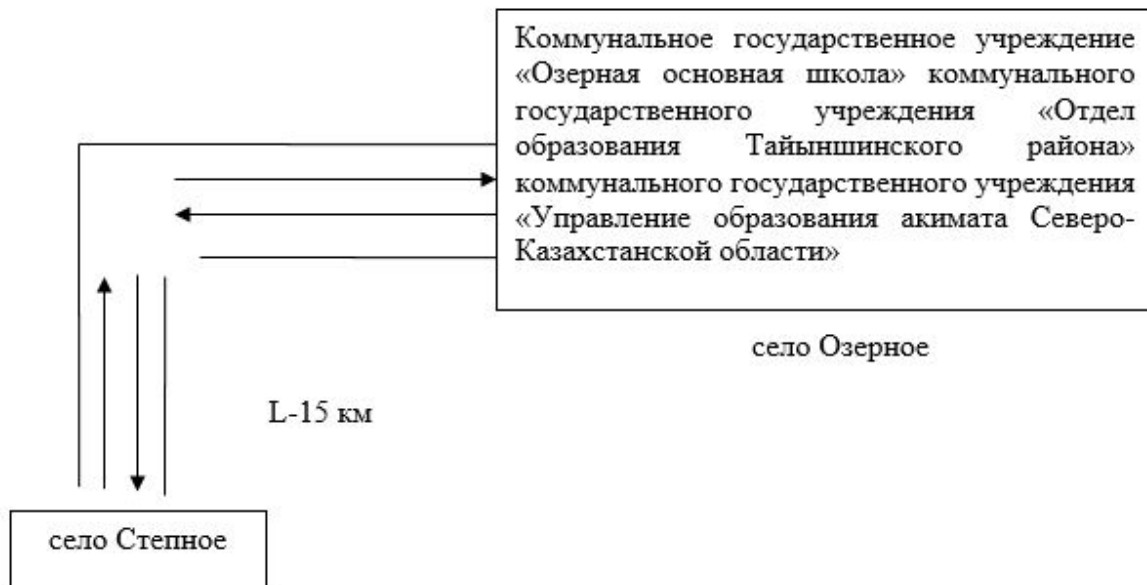 Коммунальное государственное учреждение
«Озерная основная школа» коммунального
государственного учреждения «Отдел
образования Тайыншинского района»
коммунального государственного учреждения
«Управление образования акимата Северо-
Казахстанской области»
село Озерное
L-15 км
село Степное